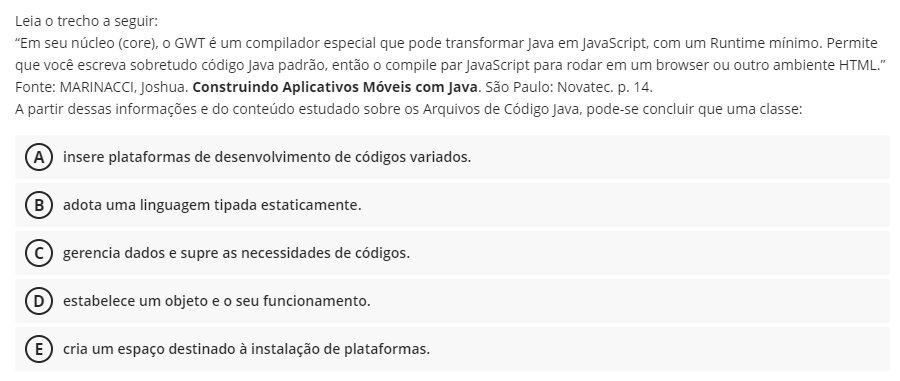 Leia o trecho a seguir:
“Em seu núcleo (core), o GWT é um compilador especial que pode transformar Java em JavaScript, com um Runtime mínimo. Permite
que você escreva sobretudo código Java padrão, então o compile par JavaScript para rodar em um browser ou outro ambiente HTML.”
Fonte: MARINACCI, Joshua. Construindo Aplicativos Móveis com Java. São Paulo: Novatec. p. 14.
A partir dessas informações e do conteúdo estudado sobre os Arquivos de Código Java, pode-se concluir que uma classe:
A insere plataformas de desenvolvimento de códigos variados.
B adota uma linguagem tipada estaticamente.
C gerencia dados e supre as necessidades de códigos.
D estabelece um objeto e o seu funcionamento.
E cria um espaço destinado à instalação de plataformas.